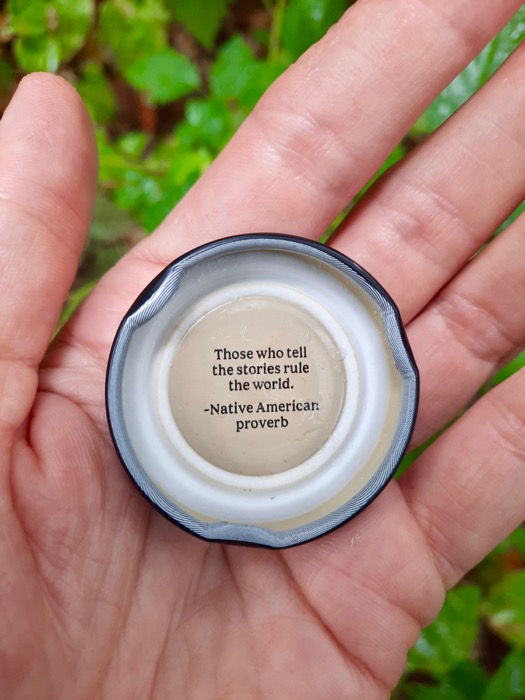 Those who tell
the stories rule
the world.
-Native American
proverb